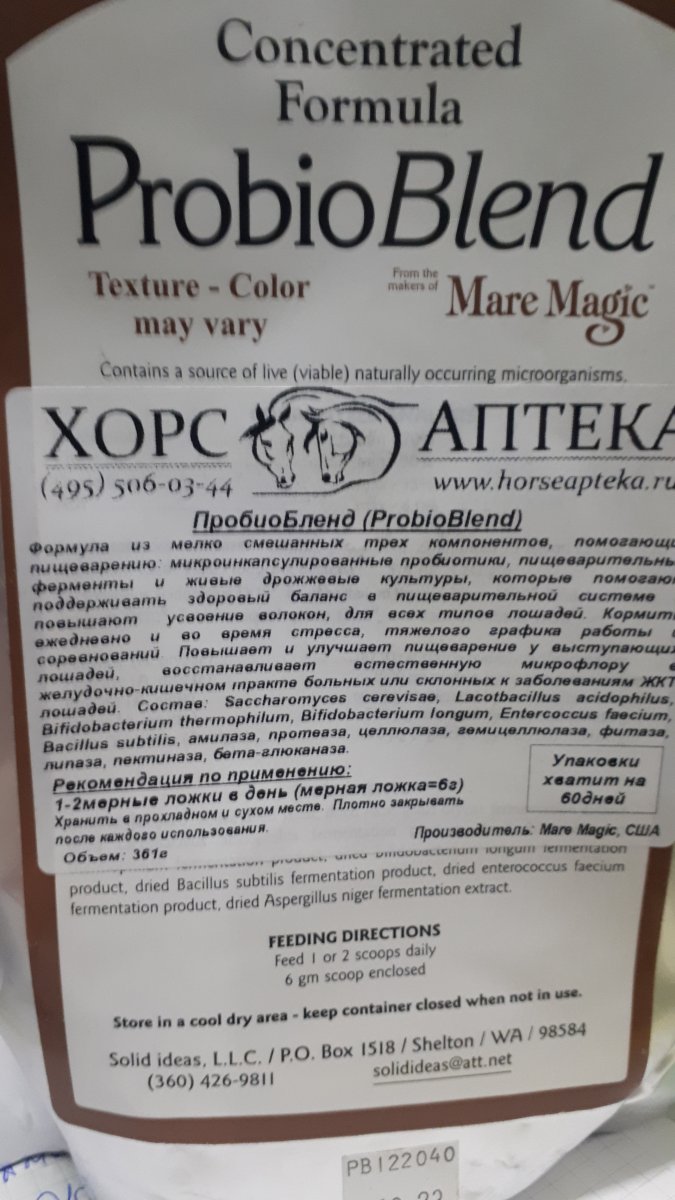 Concentrated
Formula
ProbioBlend
Texture - Color
may vary
From the
makers of
Mare Magic
Contains a source of live (viable) naturally occurring microorganisms.
ХОРС АПТЕКА
(495) 506-03-44 www.horseapteka.ru
ПробиоБленд (ProbioBlend)
Формула из мелко смешанных трех компонентов,
пищеварению: микроинкапсулированные пробиотики,
ферменты и живые дрожжевые культуры, которые
поддерживать здоровый баланс в пищеварительной системе
повышают усвоение волокон, для всех типов лошадей.
ежедневно и во время стресса, тяжелого графика работы
соревнований. Повышает и улучшает пищеварение у
лошадей, восстанавливает естественную микрофлору
желудочно-кишечном тракте больных или склонных к заболеваниям ЖКТ
лошадей. Состав: Saccharomyces cerevisae, Lacotbacillus acidophilus,
Bifidobacterium thermophilum, Bifidobacterium longum, Entercoccus faecium,
Bacillus subtilis, амилаза, протеаза, целлюлаза, гемицеллюлаза, фитаза,
липаза, пектиназа, бета-глюканаза.
Рекомендация по применению:
1-2мерные ложки в день (мерная ложка=6г)
Хранить в прохладном и сухом месте. Плотно закрывать
после каждого использования.
Упаковки
хватит на
60дней
Производитель: Mare Magic, США
Объем: 361г
longum fermentation
product, dried Bacillus subtilis fermentation product, dried enterococcus faecium
fermentation product, dried Aspergillus niger fermentation extract.
FEEDING DIRECTIONS
Feed 1 or 2 scoops daily
6 gm scoop enclosed
Store in a cool dry area - keep container closed when not in use.
Solid ideas, L.L.C. / P.O. Box 1518 / Shelton / WA / 98584
(360) 426-9811 solidideas@att.net
PB122040